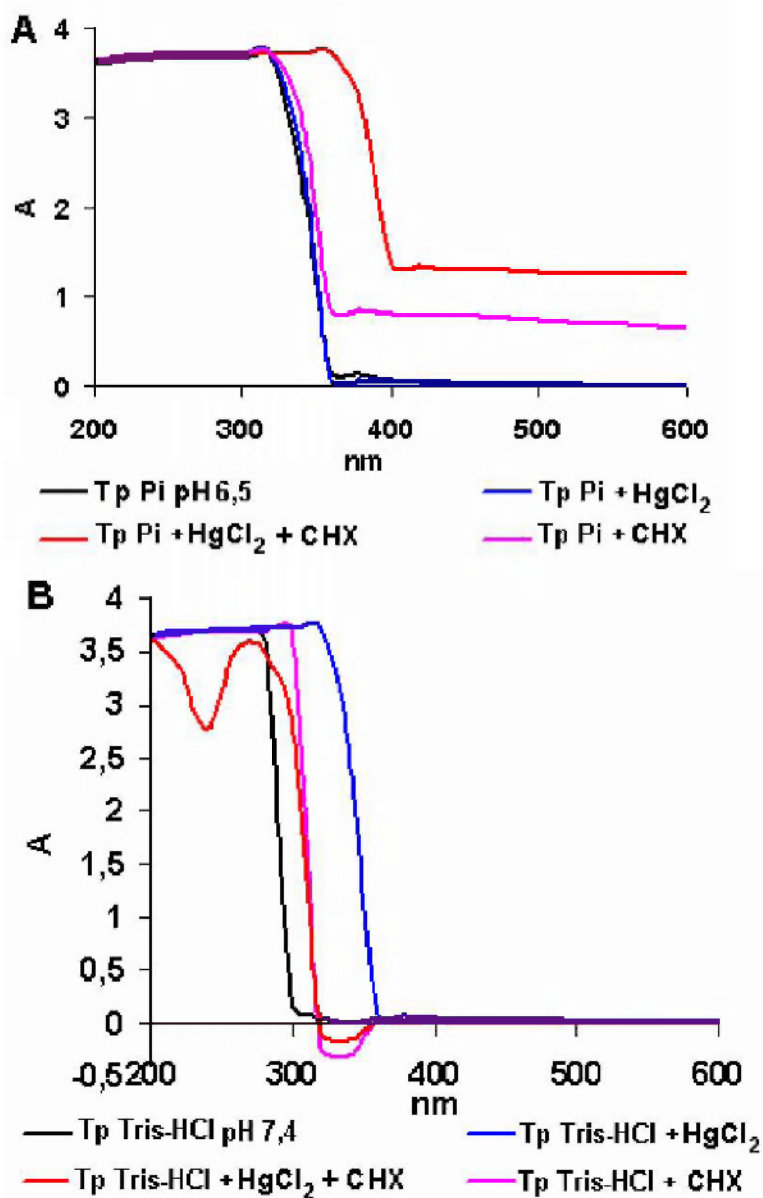 A
4
3
A
2
1
0
200 300 400 500 600
nm
Tp Pi pH 6,5 Tp Pi + HgCl2
Tp Pi + HgCl2 + CHX Tp Pi + CHX
B
4
3,5
3
2,5
A 2
1,5
1
0,5
0
-0,5 200 300 400 500 600
nm
Tp Tris-HCl pH 7,4 Tp Tris-HCl + HgCl2
Tp Tris-HCl + HgCl2 + CHX Tp Tris-HCl + CHX